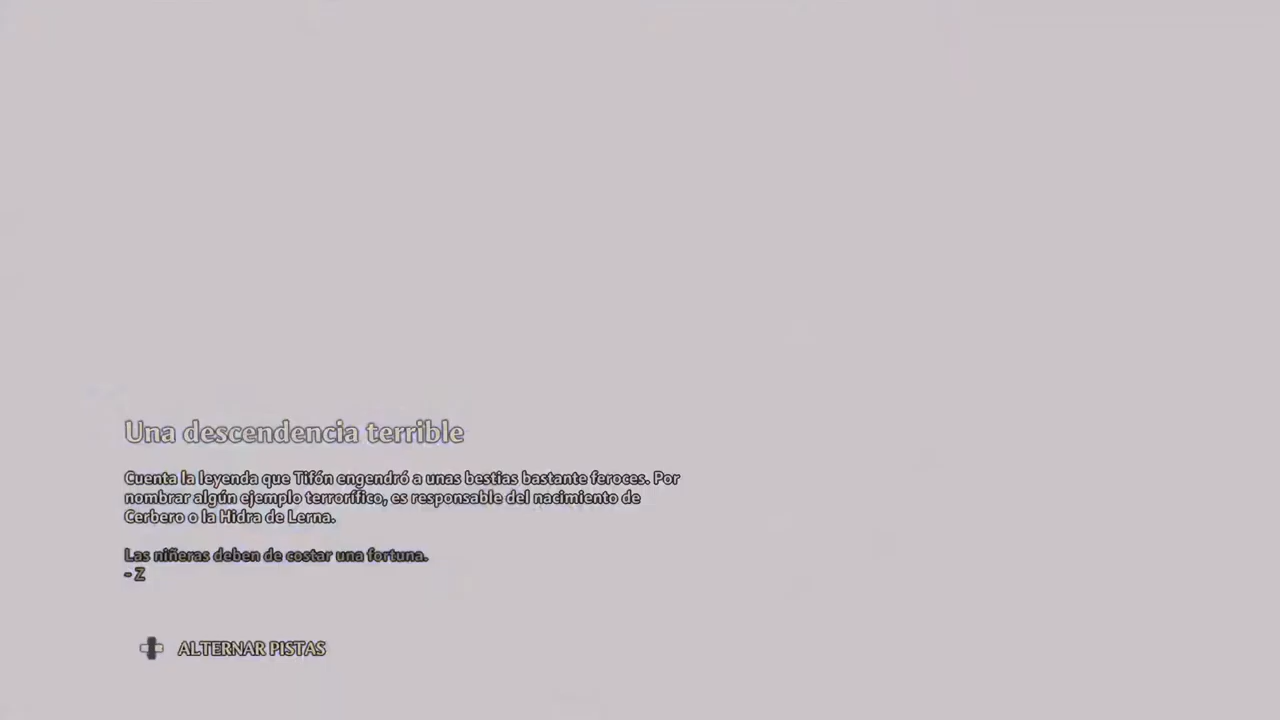 Una descendencia terrible
Cuenta la leyenda que Tifón engendró a unas bestias bastante feroces. Por
nombrar algún ejemplo terrorífico, es responsable del nacimiento de
Cerbero o la Hidra de Lerna.
Las niñeras deben de costar una fortuna.
- Z
ALTERNAR PISTAS